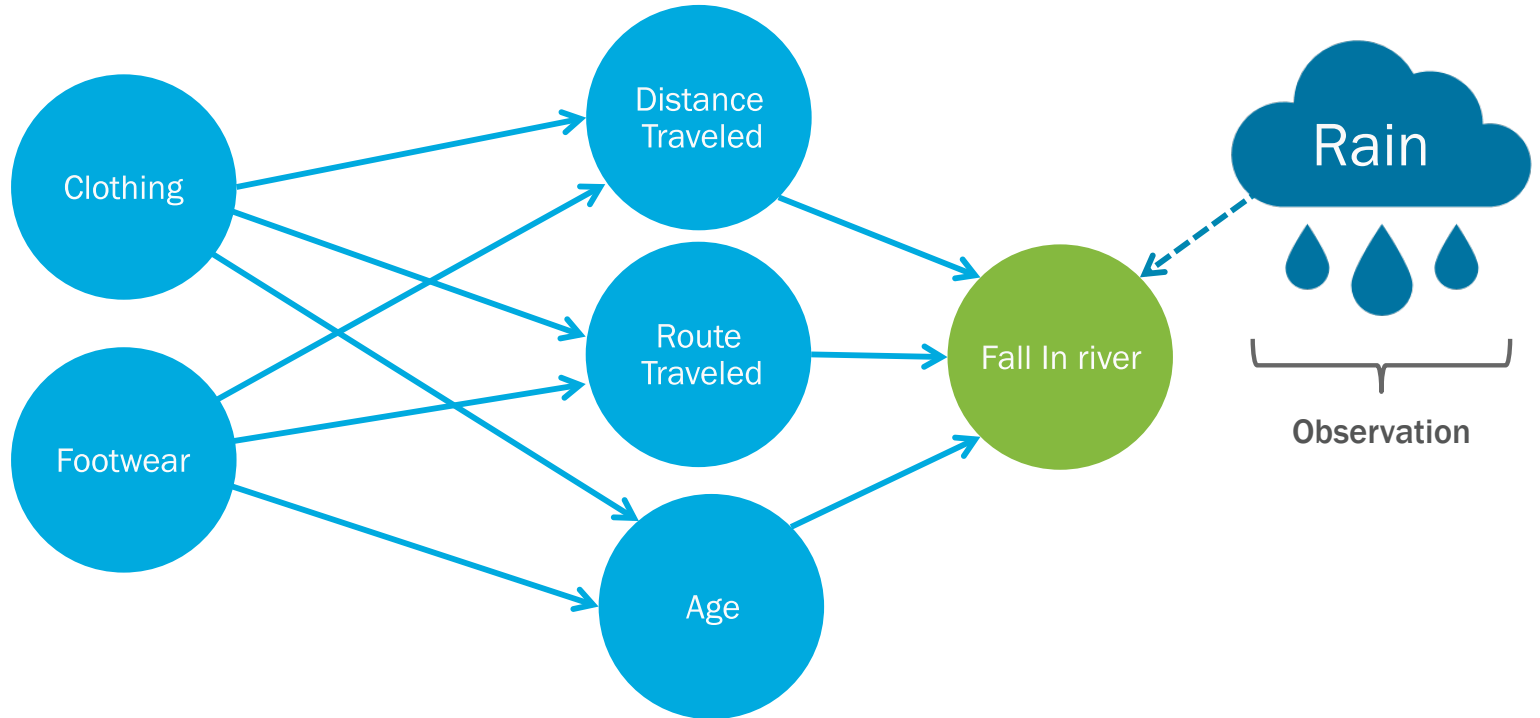 Clothing
Footwear
Distance
Traveled
Route
Traveled
Age
Fall In river
Rain
Observation